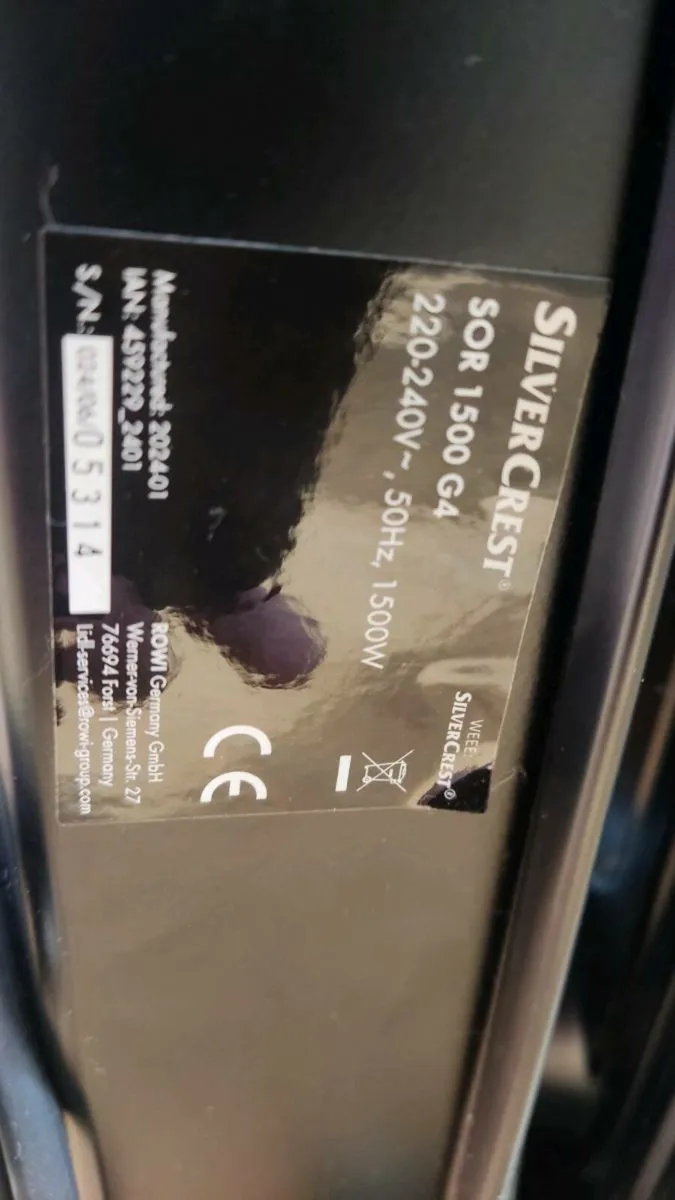 SILVERCREST®
SOR 1500 G4
220-240V~, 50Hz, 1500W
WEEE:
SILVERCREST®
CE
Manufactured: 202401
IAN: 459229_2401
S/N.: 05314
ROWI Germany GmbH
Werner-von-Siemens-Str. 27
76694 Forst | Germany
lidl-services@rowi-group.com